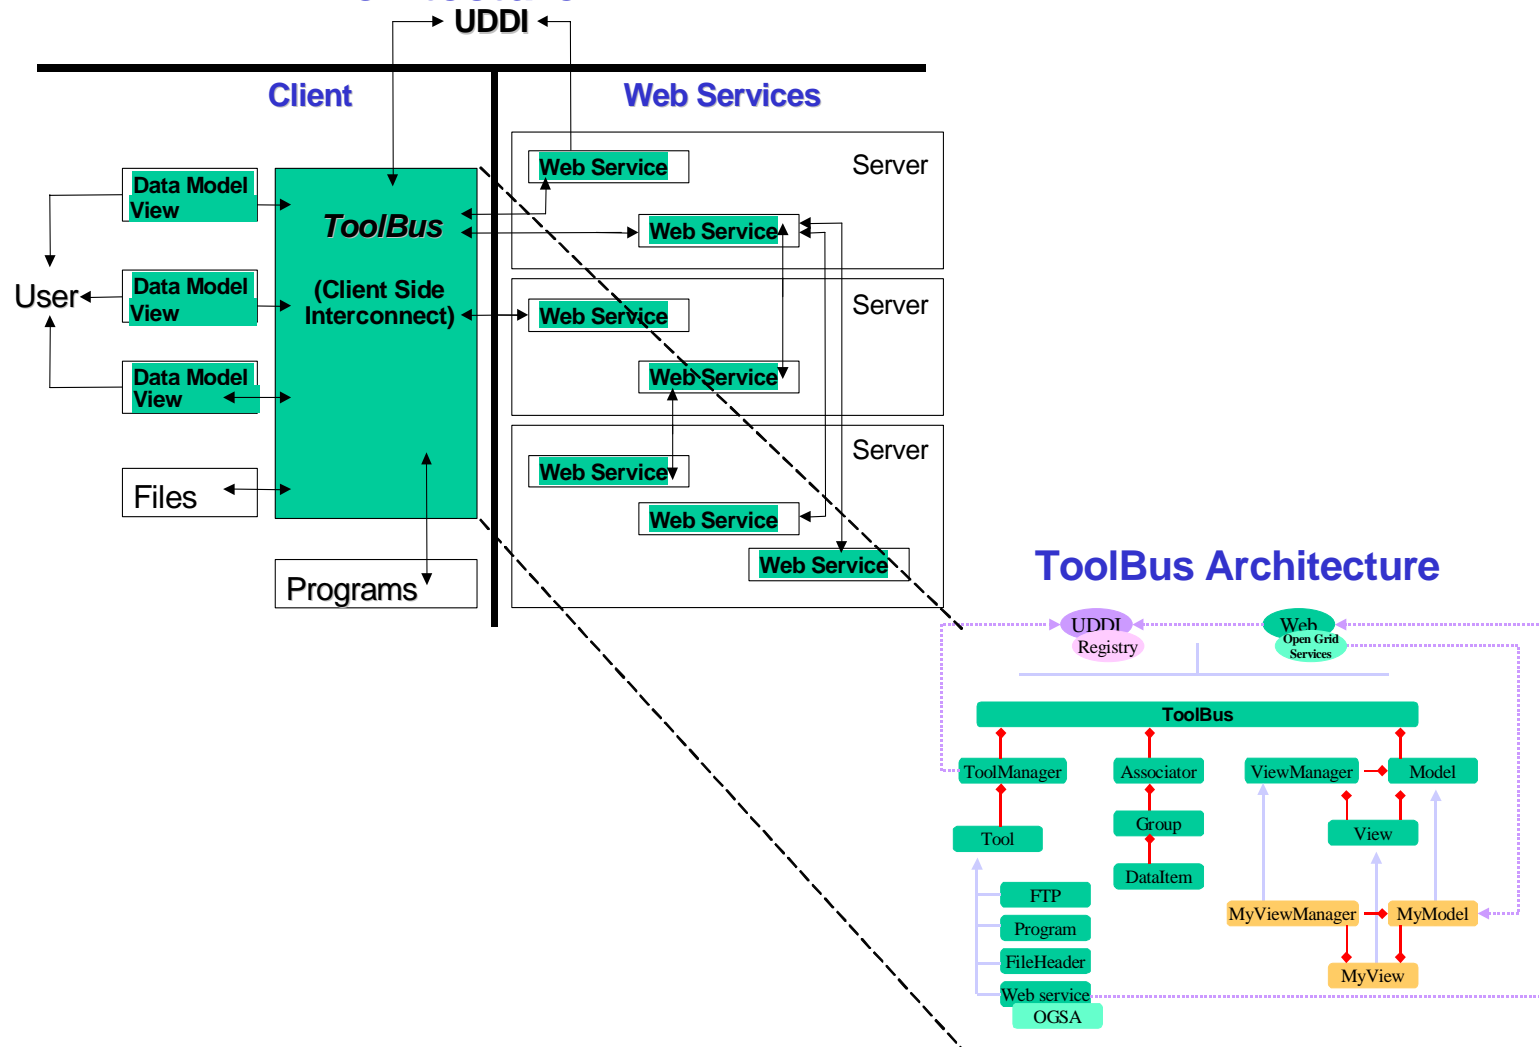 UDDI
Client
Web Services
Web Service
Server
Data Model
View
ToolBus
Web Service
(Client Side
Interconnect)
User
Data Model
View
Web Service
Server
Data Model
View
Web Service
Server
Files
Web Service
Web Service
Web Service
Programs
ToolBus Architecture
UDDI
Registry
Web
Open Grid
Services
ToolBus
ToolManager
Associator
ViewManager
Model
Tool
Group
View
DataItem
FTP
Program
FileHeader
Web service
OGSA
MyViewManager
MyModel
MyView